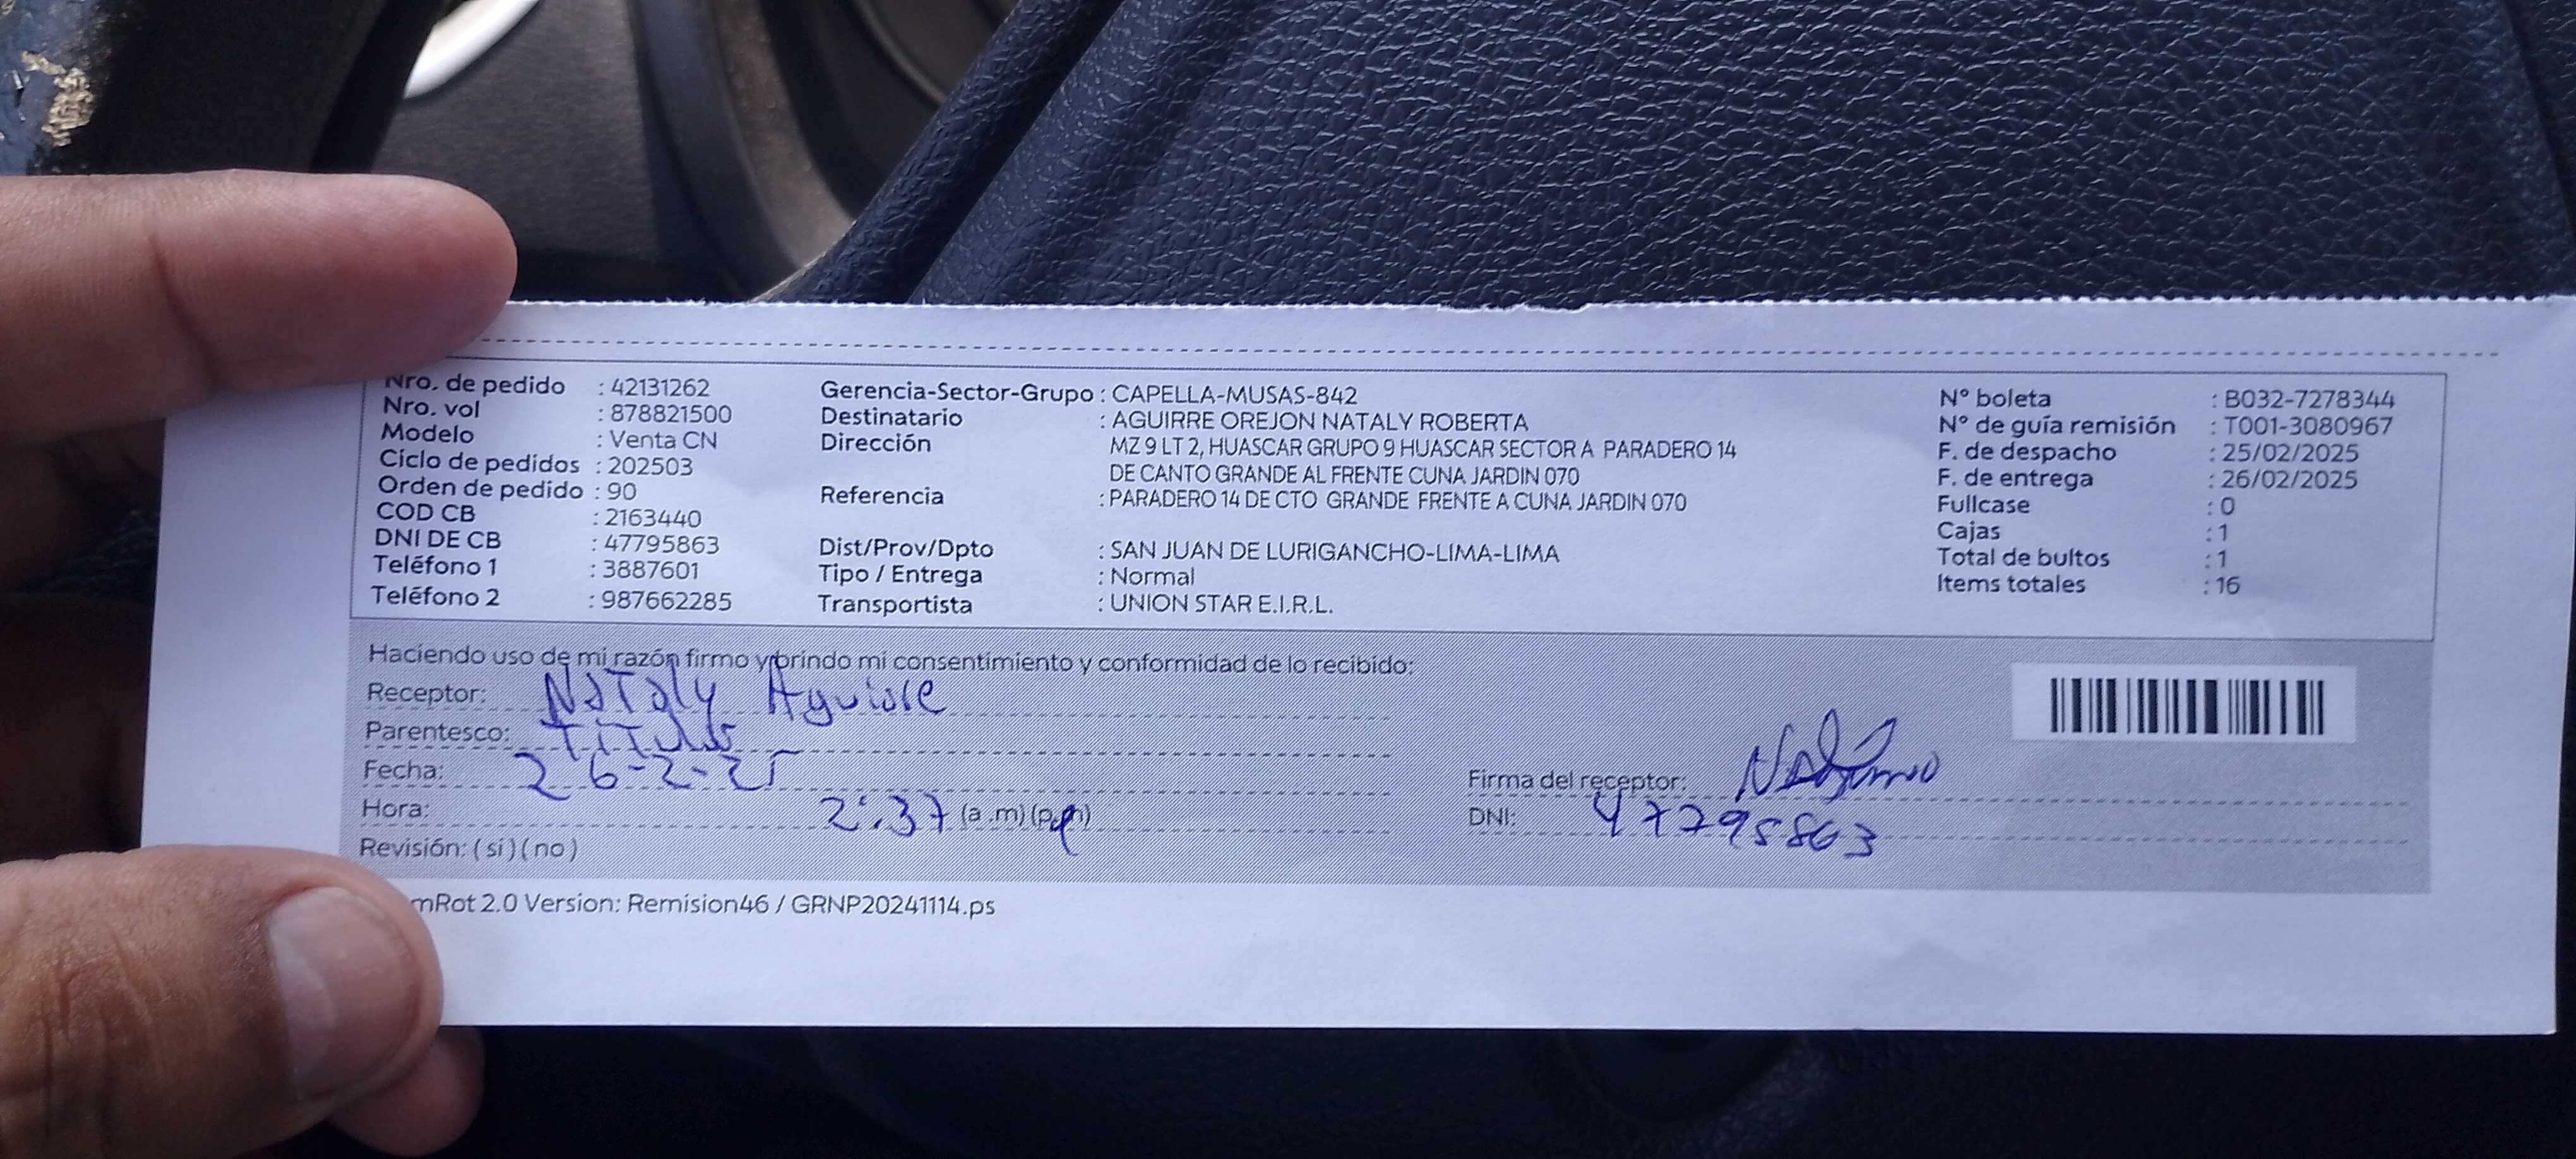 Nro. de pedido : 42131262
Nro. vol : 878821500
Modelo : Venta CN
Ciclo de pedidos : 202503
Orden de pedido : 90
COD CB : 2163440
DNI DE CB : 47795863
Teléfono 1 : 3887601
Teléfono 2 : 987662285
Gerencia-Sector-Grupo : CAPELLA-MUSAS-842
Destinatario : AGUIRRE OREJON NATALY ROBERTA
Dirección MZ 9 LT 2, HUASCAR GRUPO 9 HUASCAR SECTOR A PARADERO 14
DE CANTO GRANDE AL FRENTE CUNA JARDIN 070
Referencia : PARADERO 14 DE CTO GRANDE FRENTE A CUNA JARDIN 070
Dist/Prov/Dpto : SAN JUAN DE LURIGANCHO-LIMA-LIMA
Tipo / Entrega : Normal
Transportista : UNION STAR E.I.R.L.
N° boleta : B032-7278344
N° de guía remisión : T001-3080967
F. de despacho : 25/02/2025
F. de entrega : 26/02/2025
Fullcase : 0
Cajas : 1
Total de bultos : 1
Items totales : 16
Haciendo uso de mi razón firmo y brindo mi consentimiento y conformidad de lo recibido:
Receptor: NaTaly Aguirre
Parentesco: TiTular
Fecha: 26-2-25
Hora: 2:37 (a .m) (p.m)
Revisión: ( si ) ( no )
Firma del receptor:
DNI: 47795863
mRot 2.0 Version: Remision46 / GRNP20241114.ps